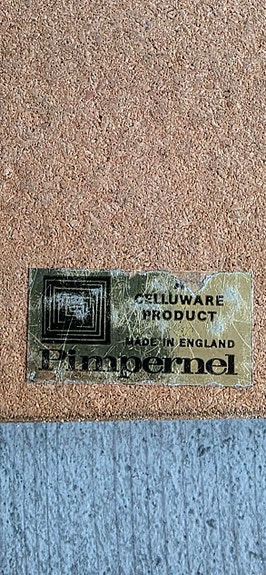 A
CELLUWARE
PRODUCT
MADE IN ENGLAND
Pimpernel